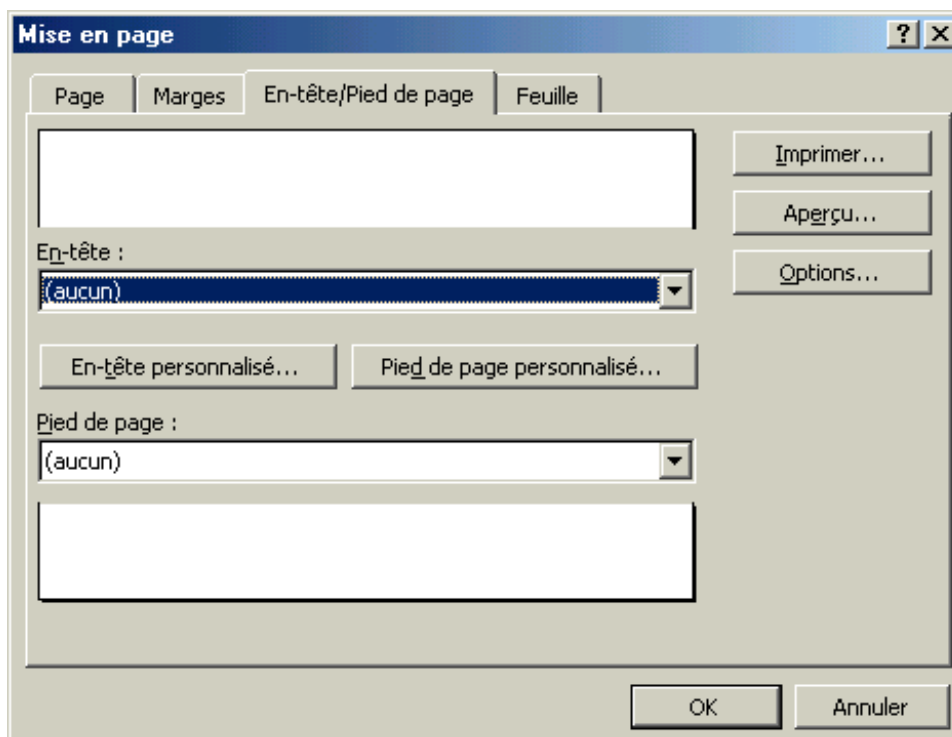 Mise en page
Page Marges En-tête/Pied de page Feuille
Imprimer...
Aperçu...
En-tête :
(aucun)
Options...
En-tête personnalisé... Pied de page personnalisé...
Pied de page :
(aucun)
OK Annuler